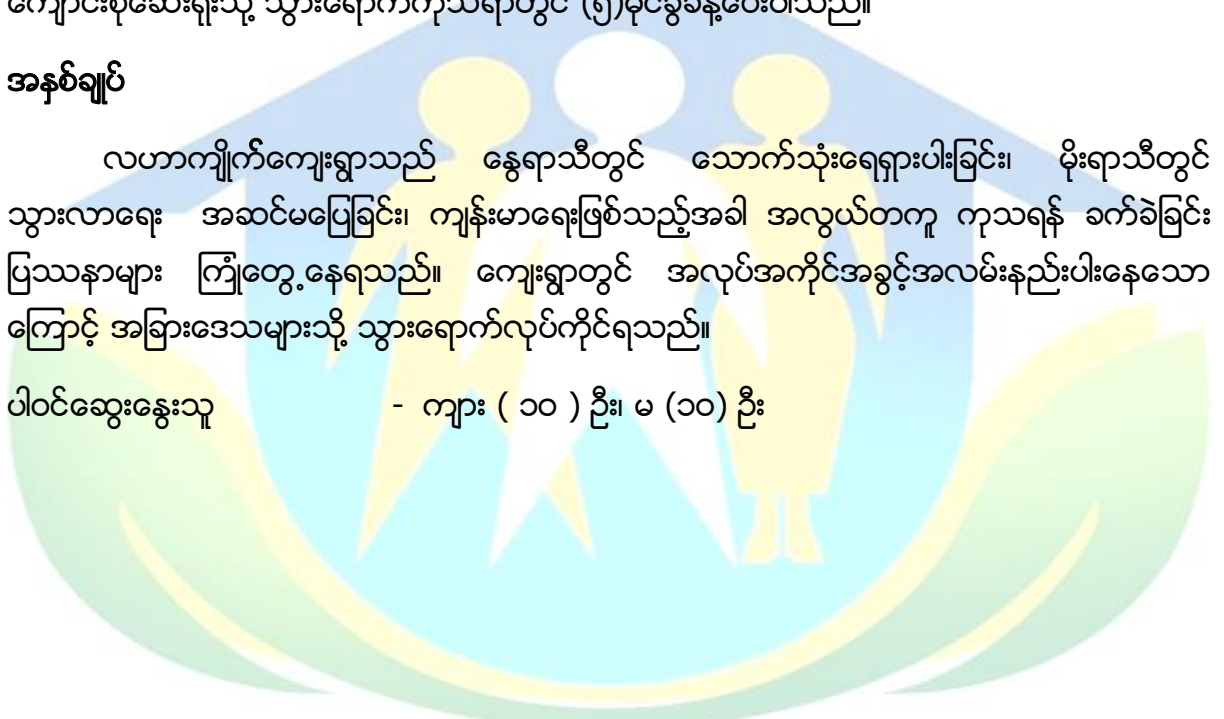 ကျောင်းစုဆေးရုံးသို့ သွားရောက်ကုသရာတွင် (၅)မိုင်ခွဲခန့်ဝေးပါသည်။
အနှစ်ချုပ်
လဟာကျိုက်ကျေးရွာသည် နွေရာသီတွင် သောက်သုံးရေရှားပါးခြင်း၊ မိုးရာသီတွင်
သွားလာရေး အဆင်မပြေခြင်း၊ ကျန်းမာရေးဖြစ်သည့်အခါ အလွယ်တကူ ကုသရန် ခက်ခဲခြင်း
ပြဿနာများ ကြုံတွေ့နေရသည်။ ကျေးရွာတွင် အလုပ်အကိုင်အခွင့်အလမ်းနည်းပါးနေသော
ကြောင့် အခြားဒေသများသို့ သွားရောက်လုပ်ကိုင်ရသည်။
ပါဝင်ဆွေးနွေးသူ - ကျား ( ၁၀ ) ဦး၊ မ (၁၀) ဦး